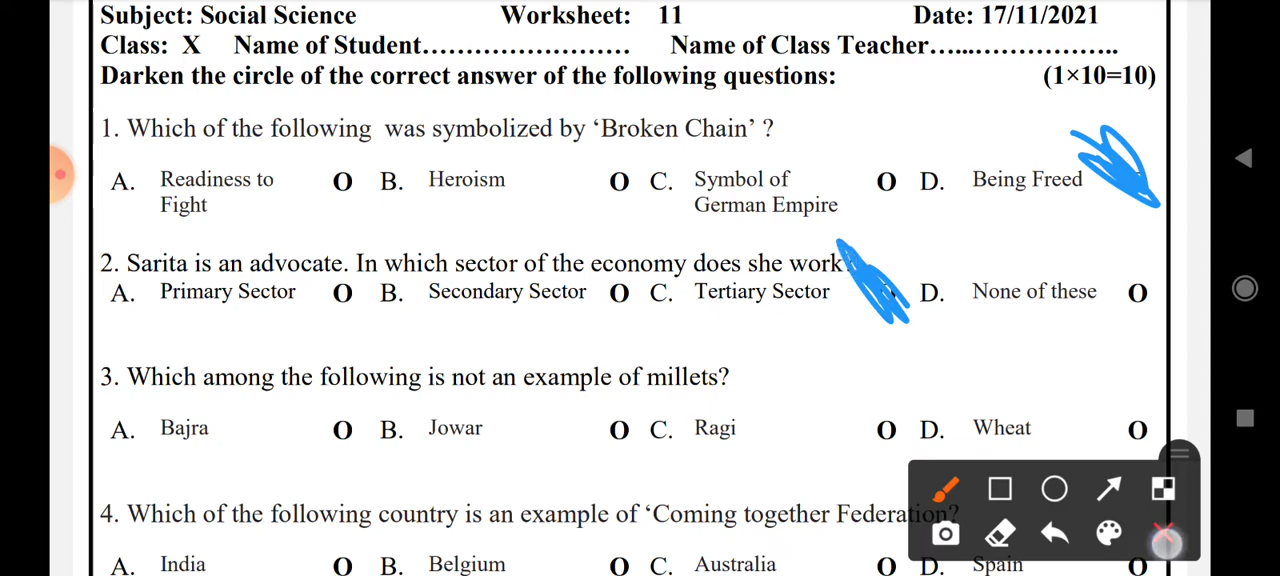 Subject: Social Science Worksheet: 11 Date: 17/11/2021
Class: X Name of Student........................ Name of Class Teacher......................
Darken the circle of the correct answer of the following questions: (1×10=10)
1. Which of the following was symbolized by ‘Broken Chain’ ?
A. Readiness to Fight O B. Heroism O C. Symbol of German Empire O D. Being Freed
2. Sarita is an advocate. In which sector of the economy does she work
A. Primary Sector O B. Secondary Sector O C. Tertiary Sector D. None of these O
3. Which among the following is not an example of millets?
A. Bajra O B. Jowar O C. Ragi O D. Wheat O
4. Which of the following country is an example of ‘Coming together Federation?
A. India O B. Belgium O C. Australia O D. Spain O